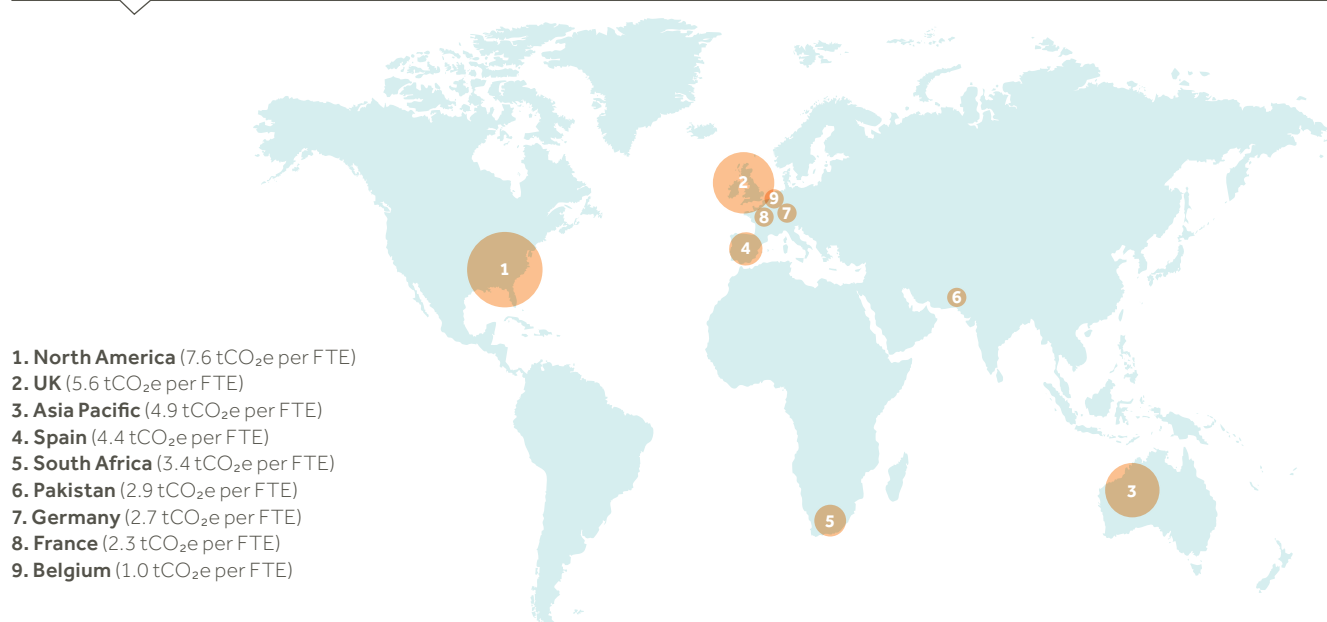 1. North America (7.6 tCO₂e per FTE)
2. UK (5.6 tCO₂e per FTE)
3. Asia Pacific (4.9 tCO₂e per FTE)
4. Spain (4.4 tCO₂e per FTE)
5. South Africa (3.4 tCO₂e per FTE)
6. Pakistan (2.9 tCO₂e per FTE)
7. Germany (2.7 tCO₂e per FTE)
8. France (2.3 tCO₂e per FTE)
9. Belgium (1.0 tCO₂e per FTE)
2
9
8
7
4
1
6
3
5